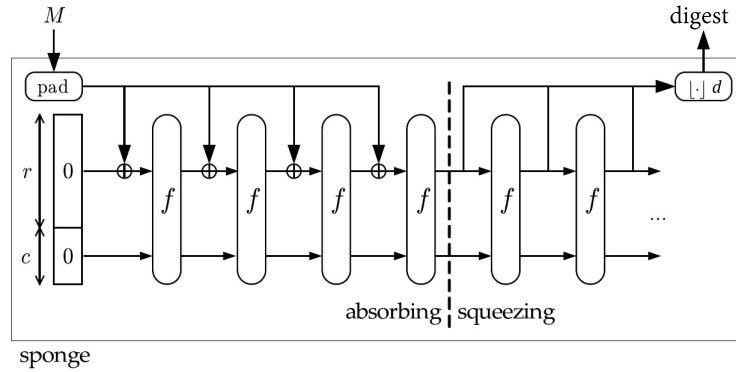 M
digest
pad
⌊·⌋ d
r
0
f
f
f
f
f
f
c
0
...
absorbing
squeezing
sponge